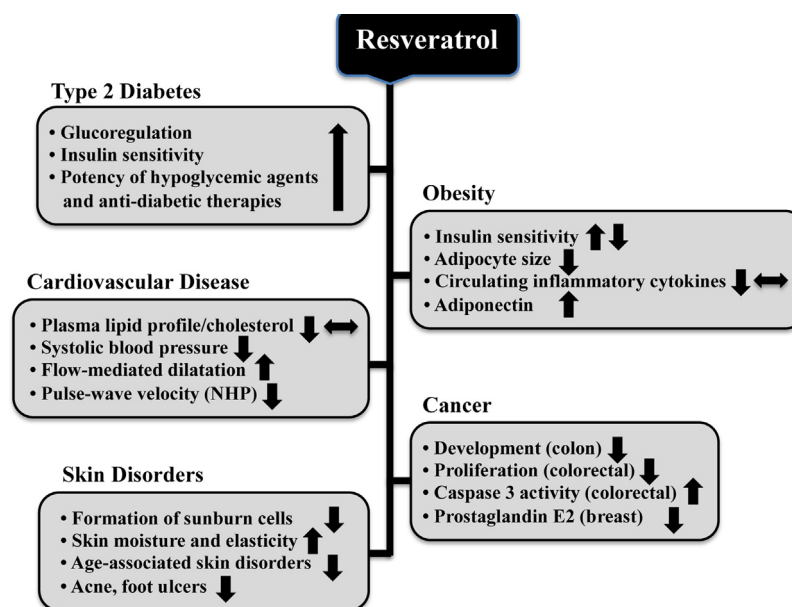 Resveratrol
Type 2 Diabetes
• Glucoregulation
• Insulin sensitivity
• Potency of hypoglycemic agents
and anti-diabetic therapies
Obesity
• Insulin sensitivity
• Adipocyte size
• Circulating inflammatory cytokines
• Adiponectin
Cardiovascular Disease
• Plasma lipid profile/cholesterol
• Systolic blood pressure
• Flow-mediated dilatation
• Pulse-wave velocity (NHP)
Cancer
• Development (colon)
• Proliferation (colorectal)
• Caspase 3 activity (colorectal)
• Prostaglandin E2 (breast)
Skin Disorders
• Formation of sunburn cells
• Skin moisture and elasticity
• Age-associated skin disorders
• Acne, foot ulcers